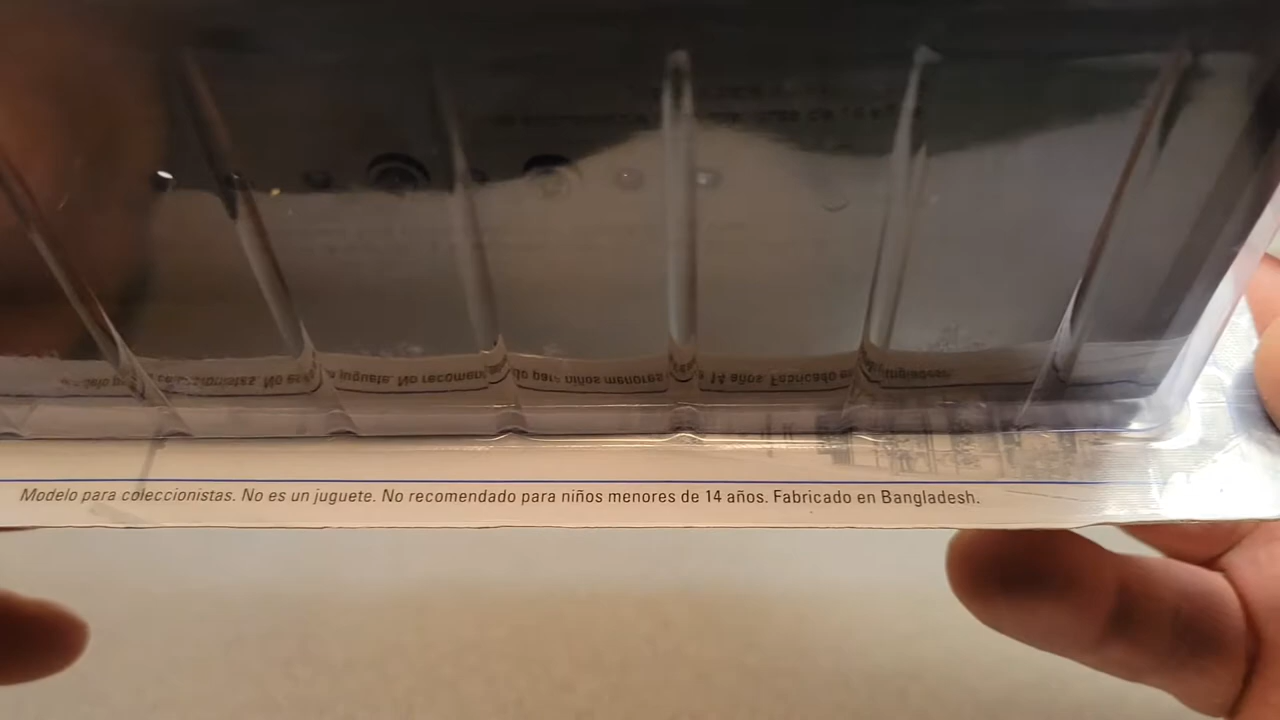 Modelo para coleccionistas. No es un juguete. No recomendado para niños menores de 14 años. Fabricado en Bangladesh.